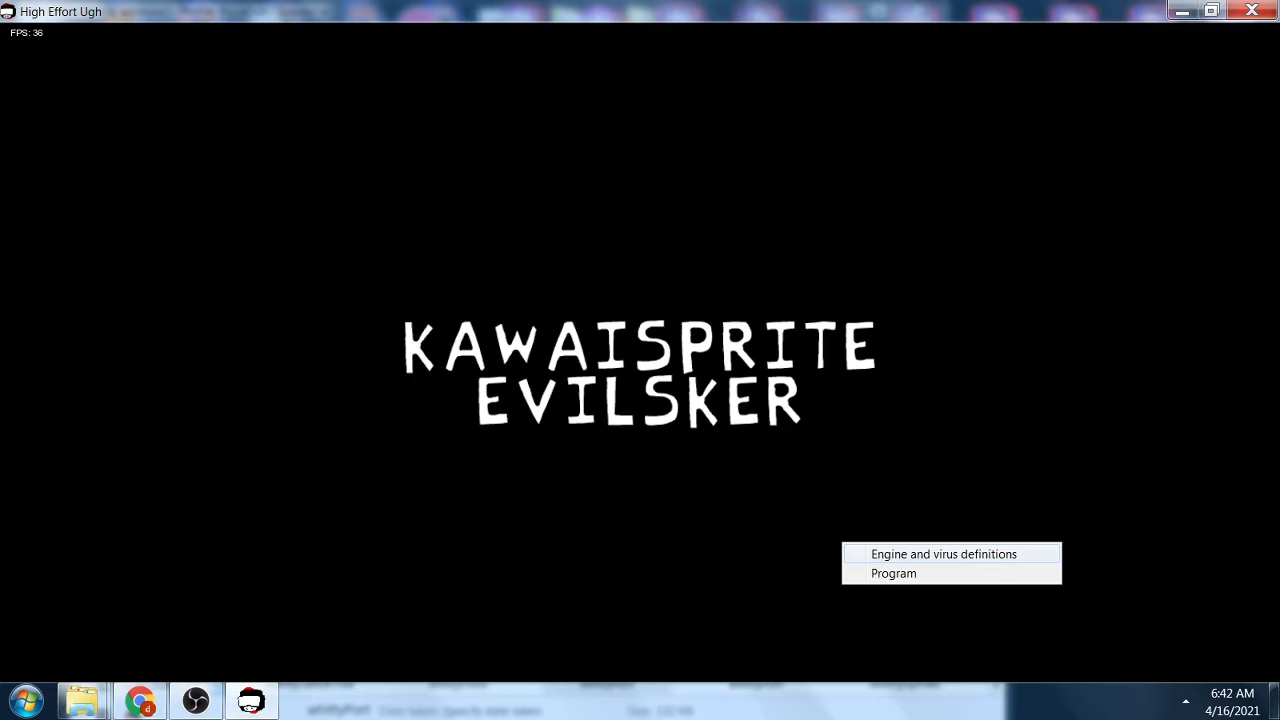 High Effort Ugh
FPS: 36
KAWAISPRITE
EVILSKER
Engine and virus definitions
Program
6:42 AM
4/16/2021